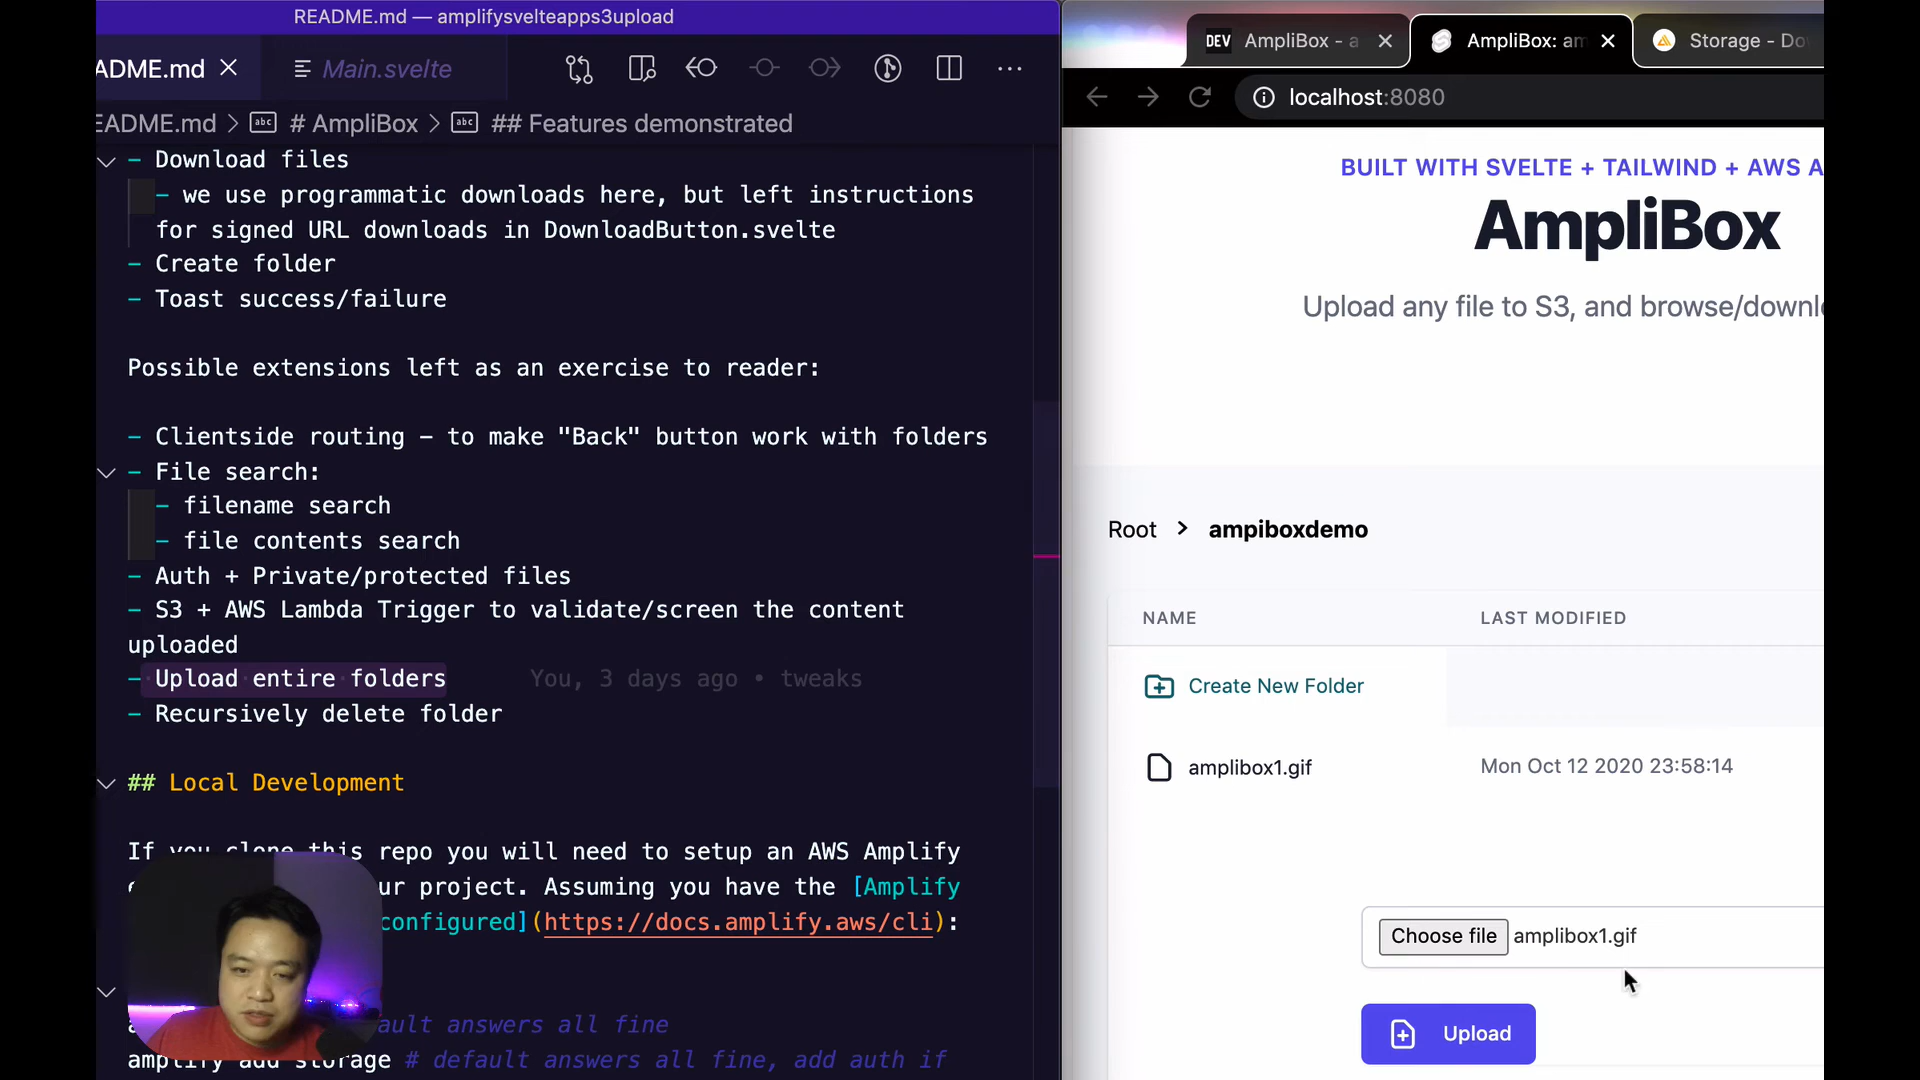 README.md — amplifysvelteapps3upload
ADME.md
Main.svelte
EADME.md > # AmpliBox > ## Features demonstrated
- Download files
- we use programmatic downloads here, but left instructions
for signed URL downloads in DownloadButton.svelte
- Create folder
- Toast success/failure
Possible extensions left as an exercise to reader:
- Clientside routing - to make "Back" button work with folders
- File search:
- filename search
- file contents search
- Auth + Private/protected files
- S3 + AWS Lambda Trigger to validate/screen the content
uploaded
- Upload entire folders You, 3 days ago • tweaks
- Recursively delete folder
## Local Development
If you clone this repo you will need to setup an AWS Amplify
ur project. Assuming you have the [Amplify
configured](https://docs.amplify.aws/cli):
ault answers all fine
amplify add storage # default answers all fine, add auth if
DEV AmpliBox - a
AmpliBox: am
Storage - Do
localhost:8080
BUILT WITH SVELTE + TAILWIND + AWS A
AmpliBox
Upload any file to S3, and browse/downl
Root > ampiboxdemo
NAME LAST MODIFIED
Create New Folder
amplibox1.gif Mon Oct 12 2020 23:58:14
Choose file amplibox1.gif
Upload